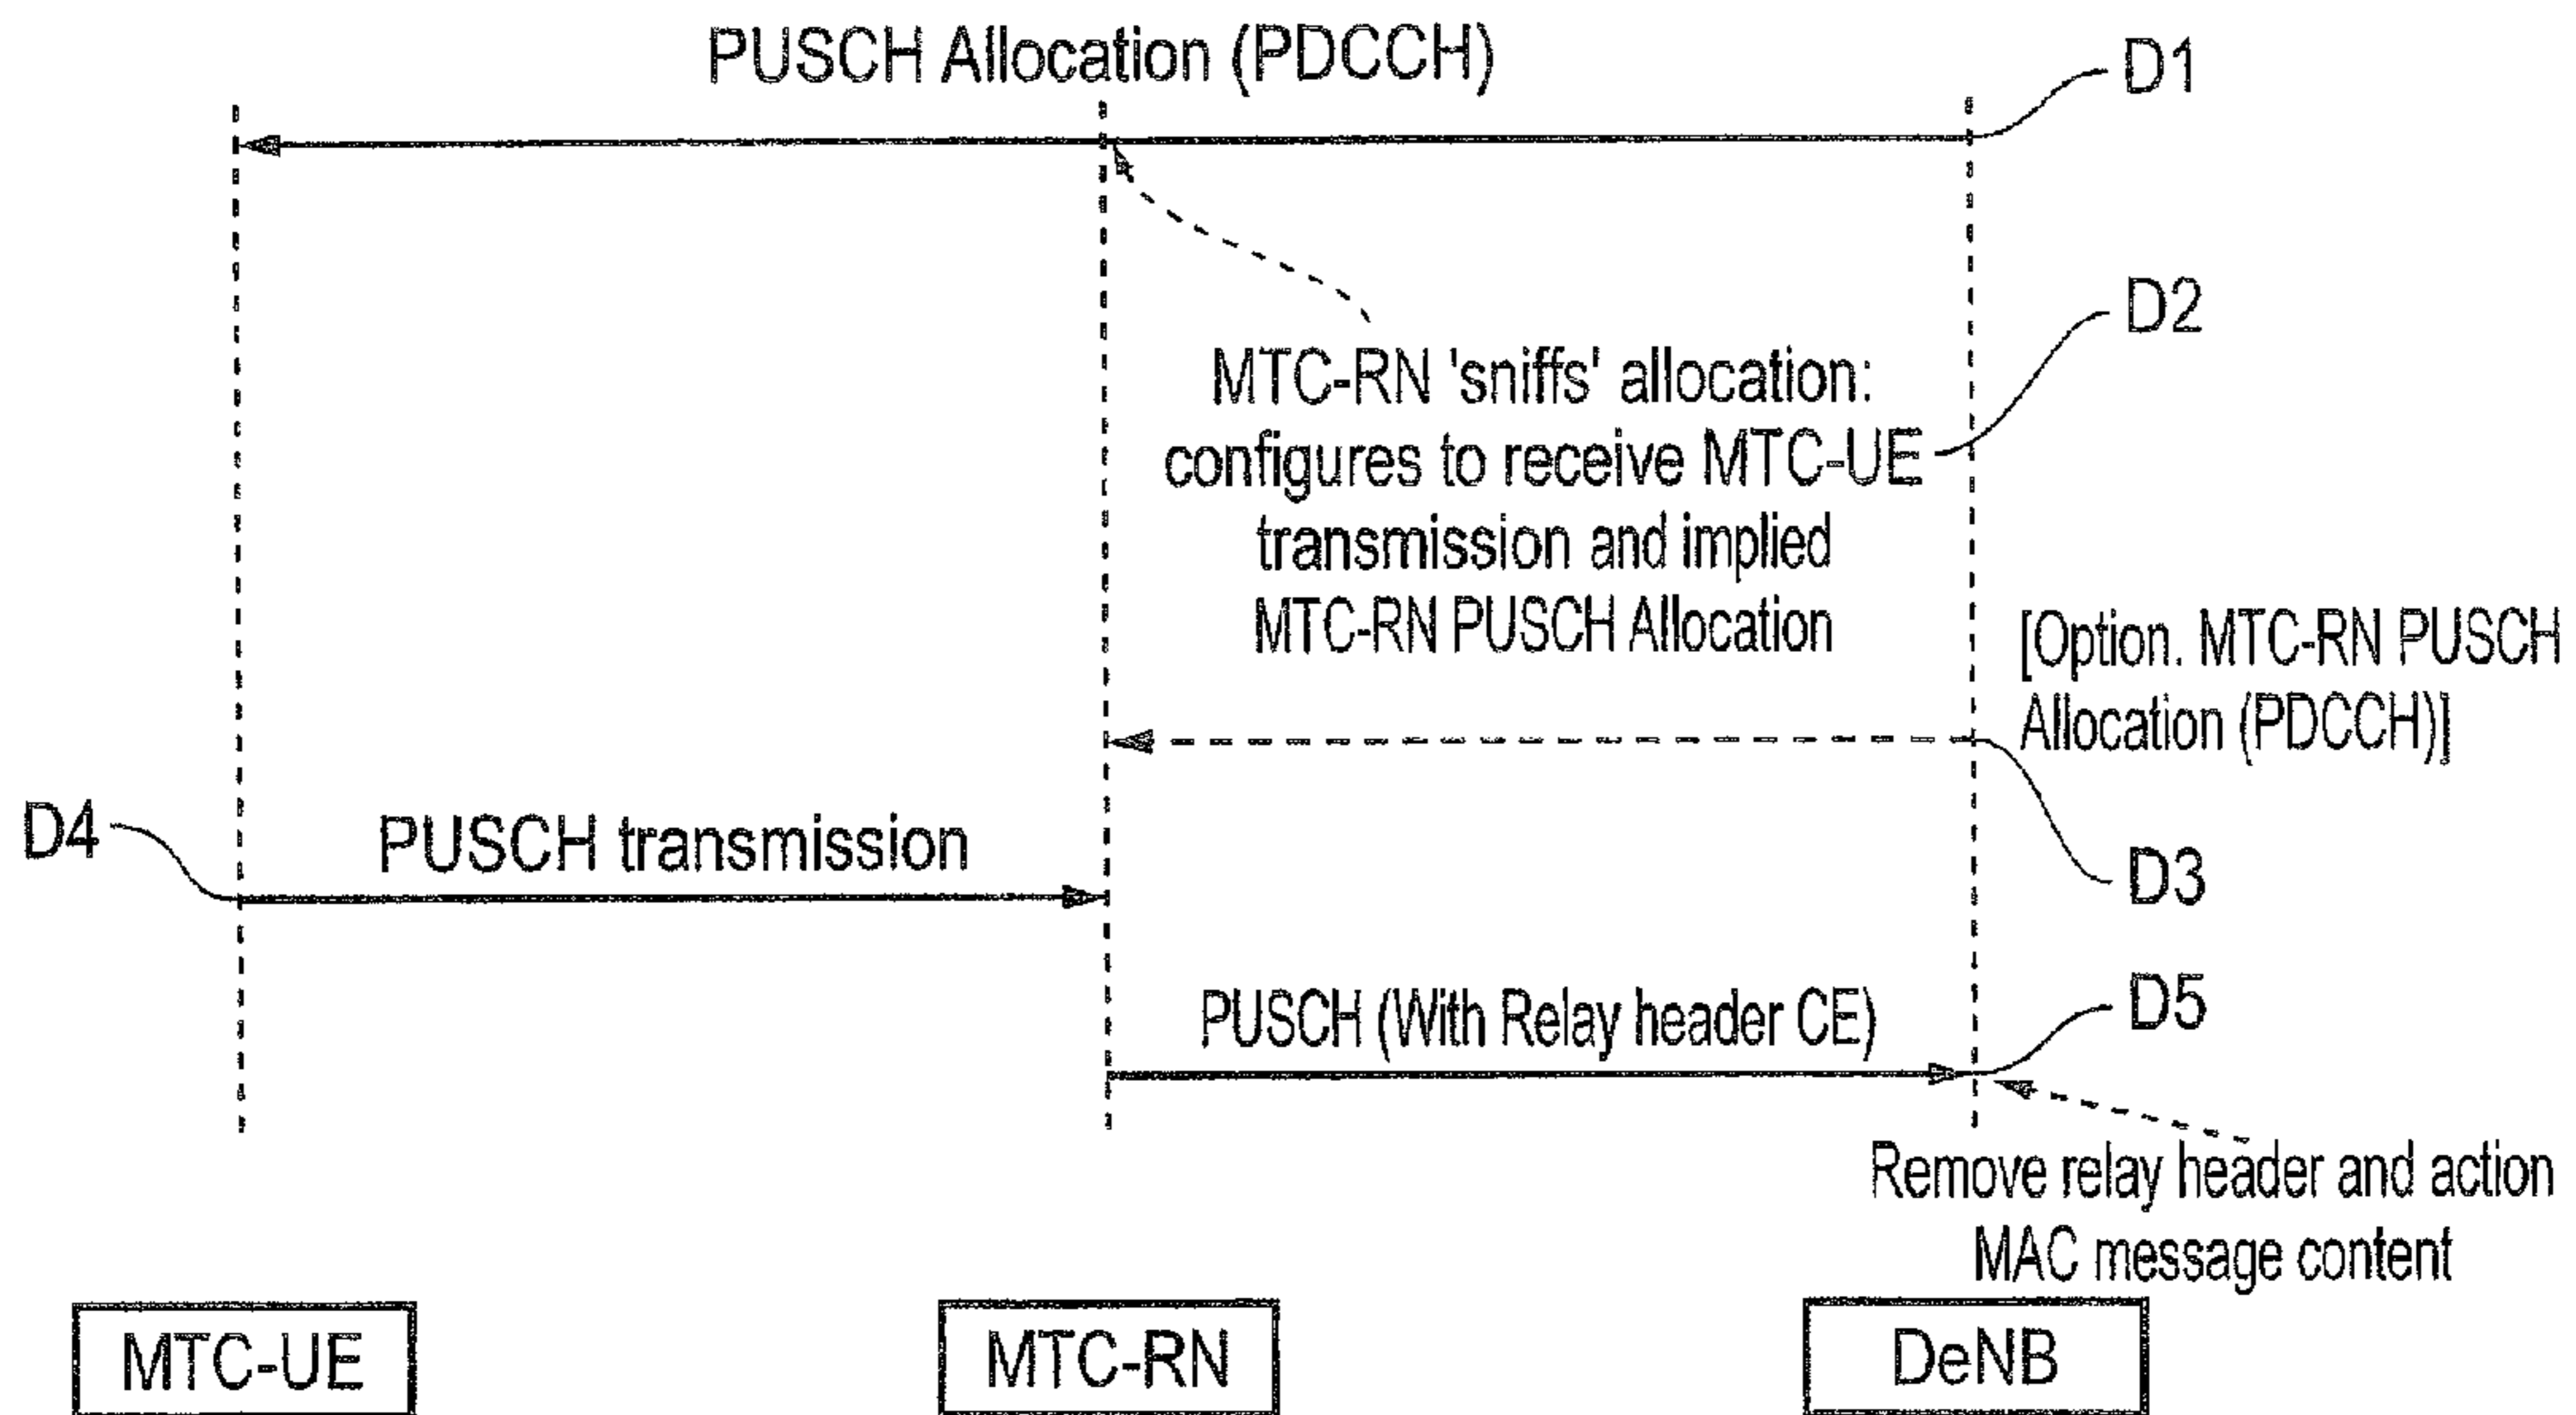 PUSCH Allocation (PDCCH)
D1
D2
MTC-RN 'sniffs' allocation:
configures to receive MTC-UE
transmission and implied
MTC-RN PUSCH Allocation
[Option. MTC-RN PUSCH
Allocation (PDCCH)]
D4
PUSCH transmission
D3
PUSCH (With Relay header CE)
D5
Remove relay header and action
MAC message content
MTC-UE
MTC-RN
DeNB